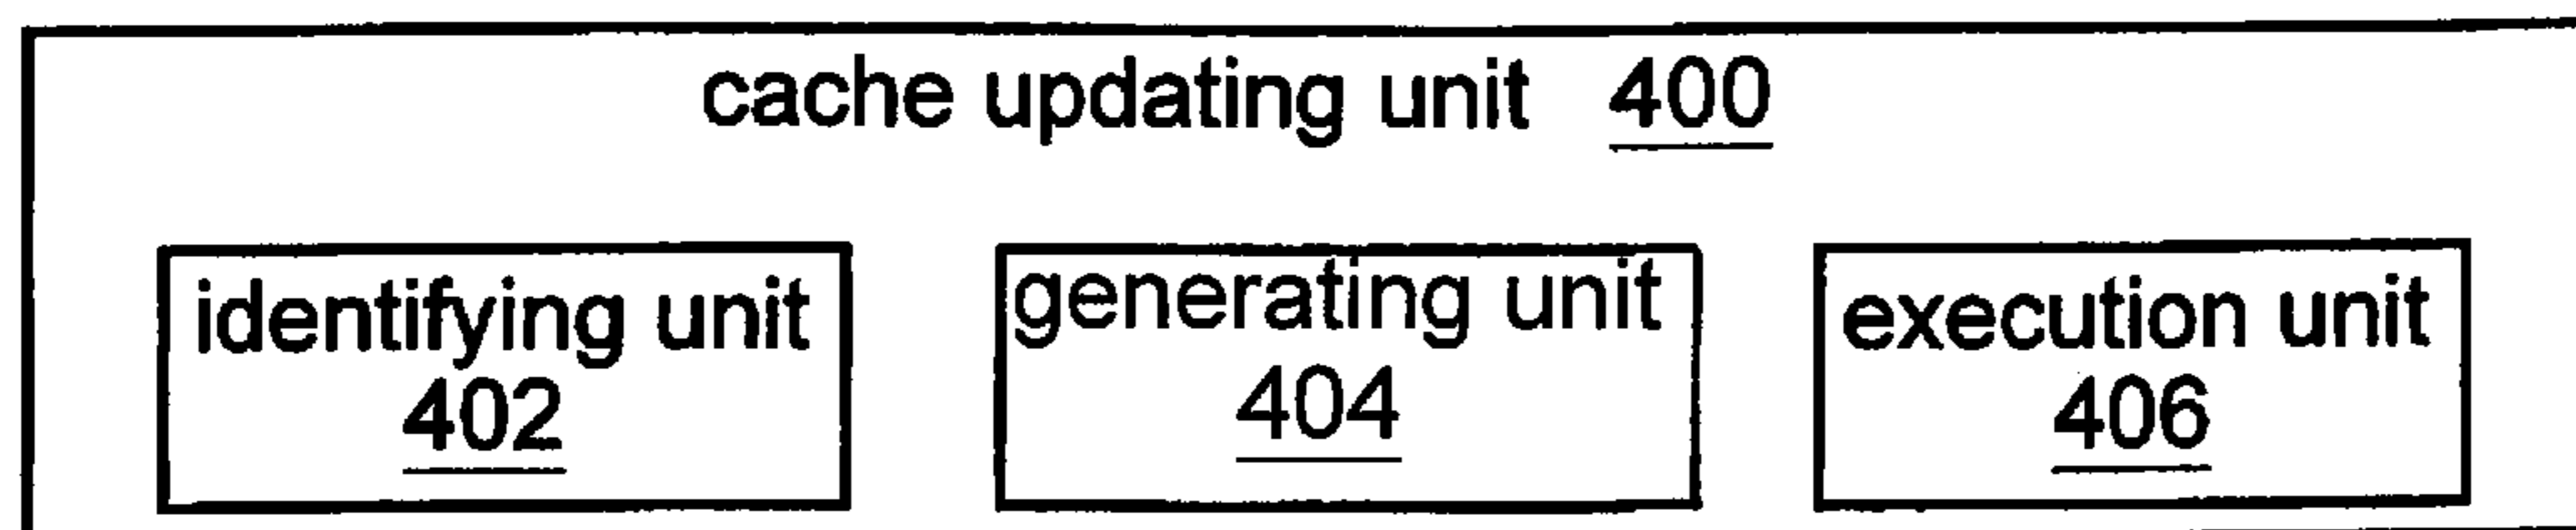 cache updating unit 400
identifying unit
402
generating unit
404
execution unit
406